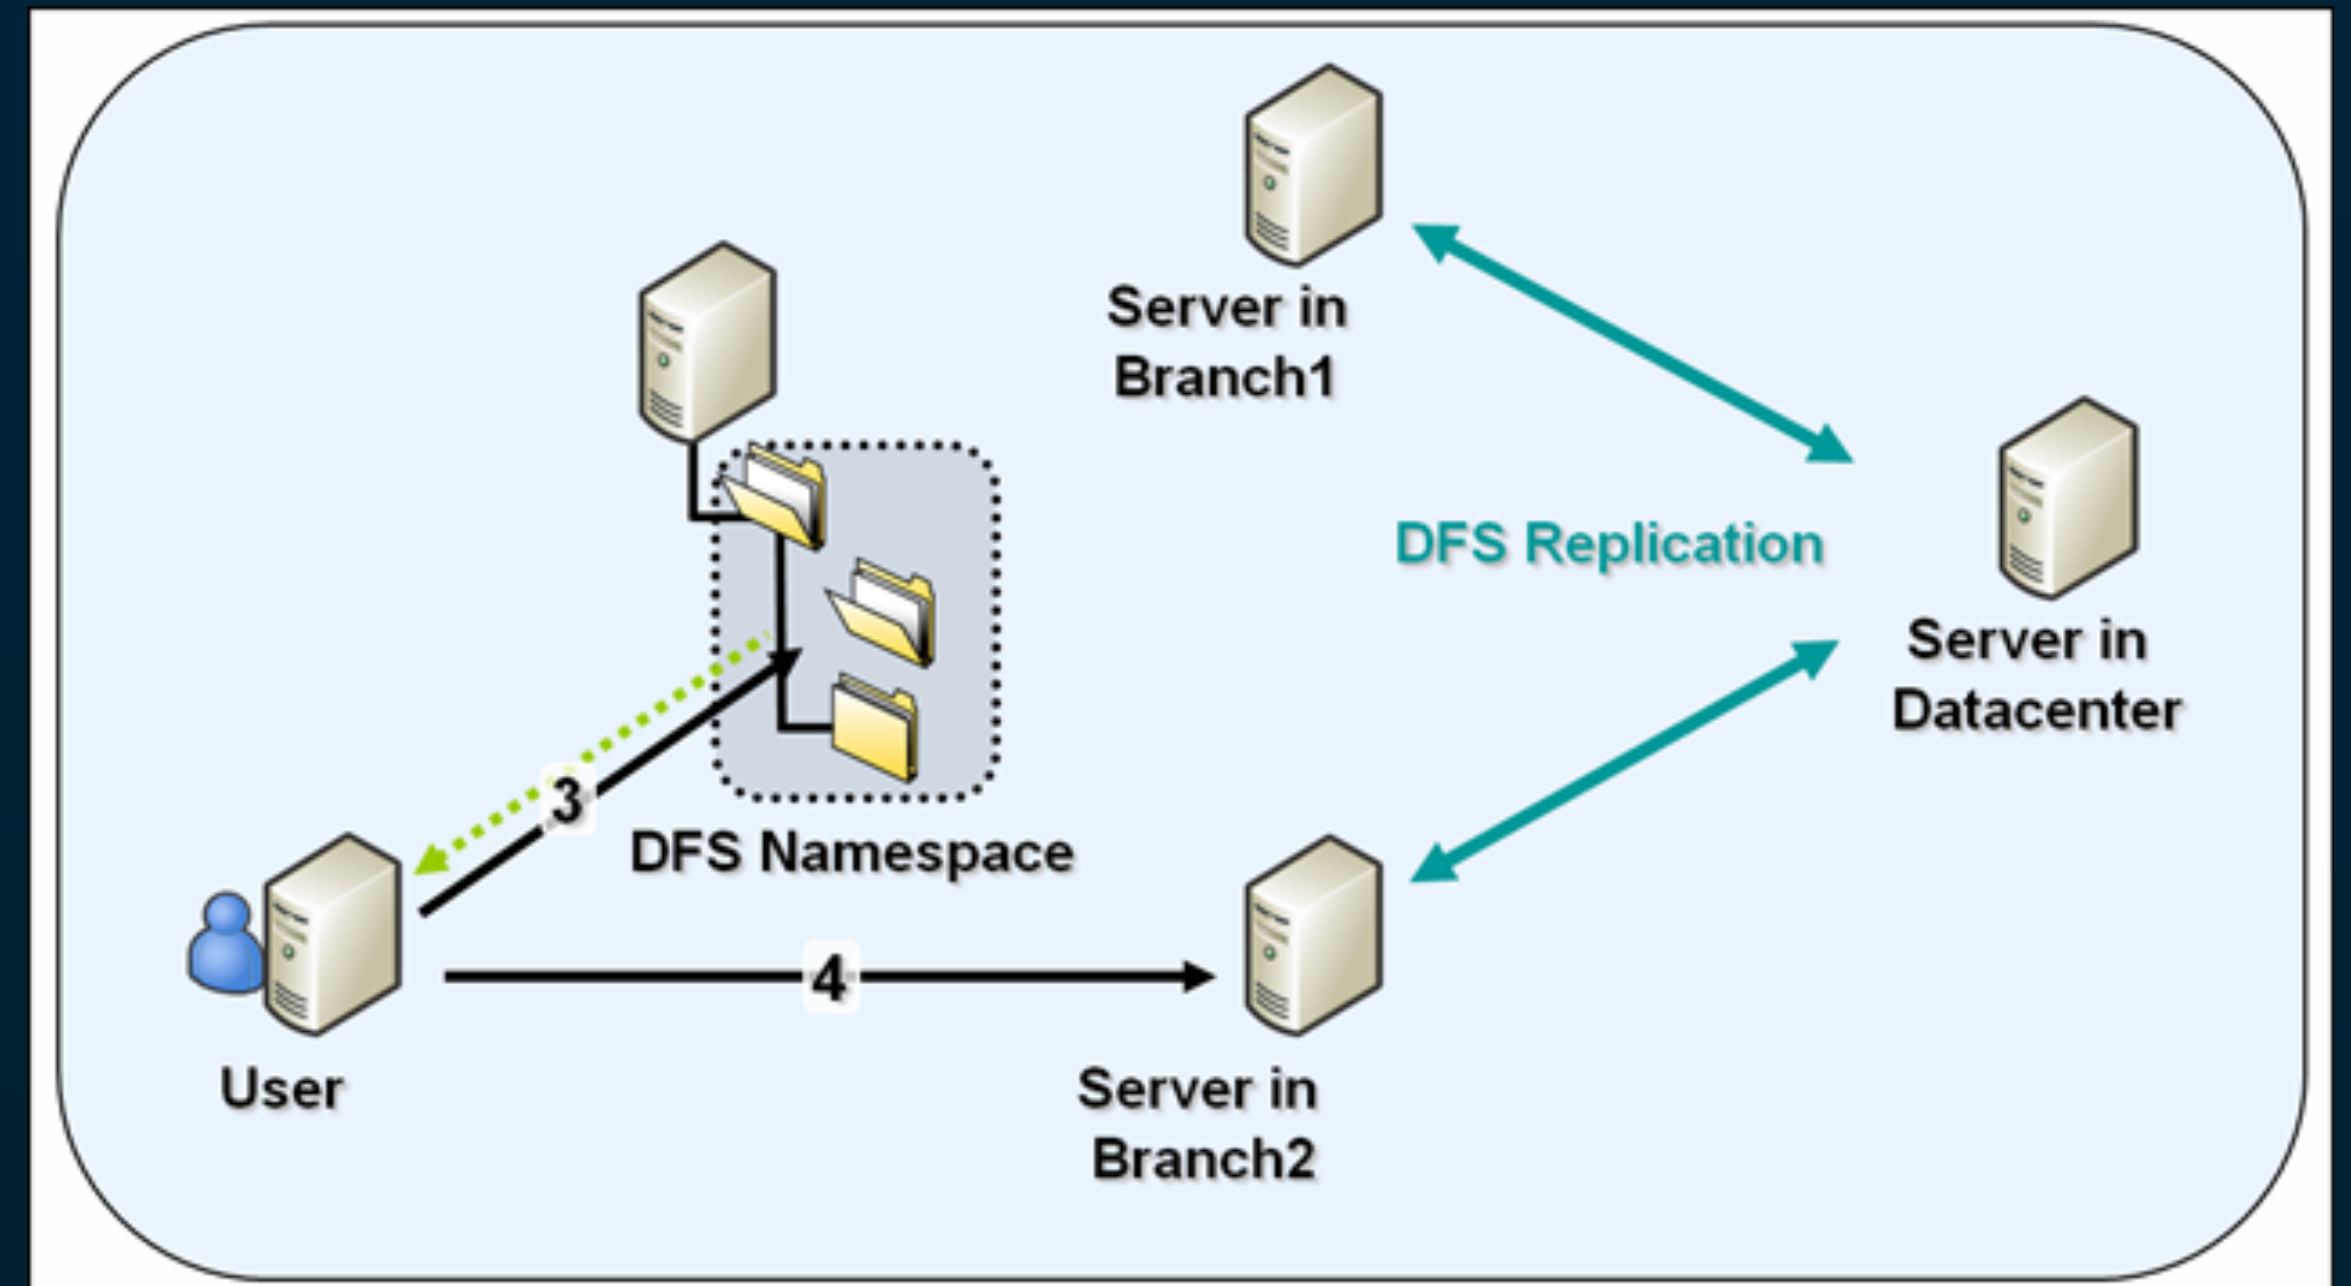 Server in
Branch1
DFS Replication
Server in
Datacenter
3
DFS Namespace
4
User
Server in
Branch2